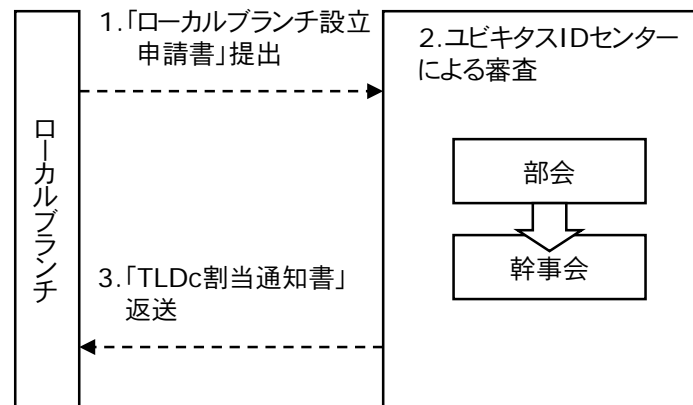 1.「ローカルブランチ設立
申請書」提出
2.ユビキタスIDセンター
による審査
ローカルブランチ
部会
幹事会
3.「TLDc割当通知書」
返送